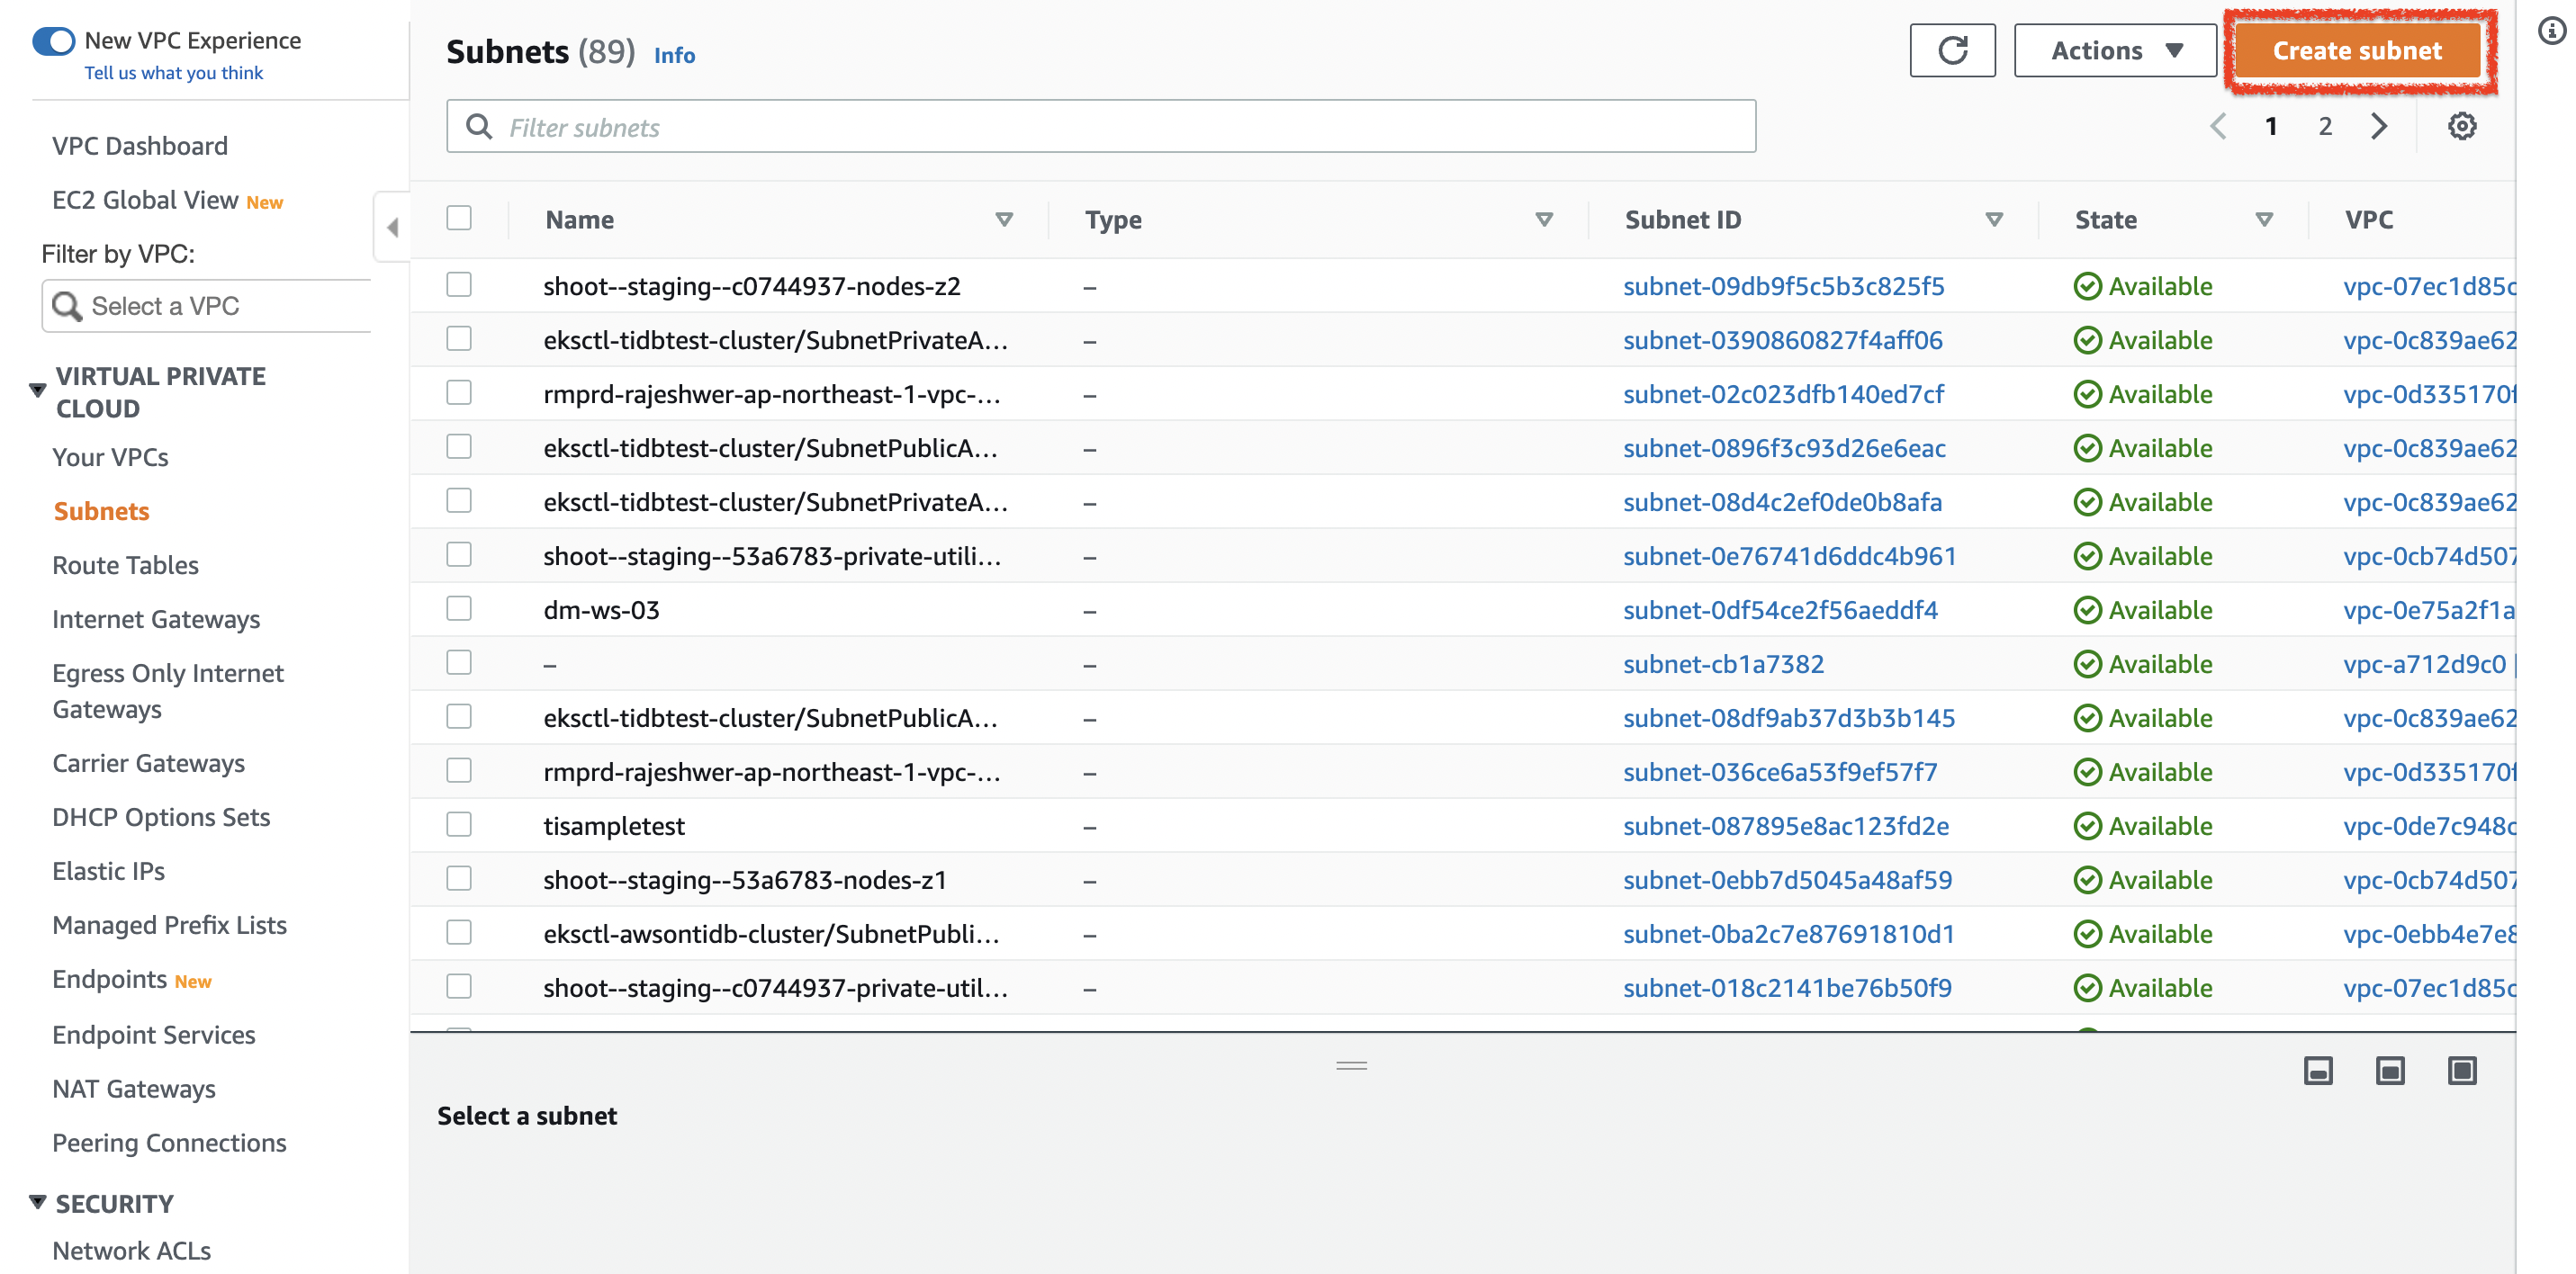 New VPC Experience
Tell us what you think
VPC Dashboard
EC2 Global View New
Filter by VPC:
Select a VPC
VIRTUAL PRIVATE
CLOUD
Your VPCs
Subnets
Route Tables
Internet Gateways
Egress Only Internet
Gateways
Carrier Gateways
DHCP Options Sets
Elastic IPs
Managed Prefix Lists
Endpoints New
Endpoint Services
NAT Gateways
Peering Connections
SECURITY
Network ACLs
Subnets (89) Info
Actions
Create subnet
Filter subnets
1 2
Name Type Subnet ID State VPC
shoot--staging--c0744937-nodes-z2 – subnet-09db9f5c5b3c825f5 Available vpc-07ec1d85c
eksctl-tidbtest-cluster/SubnetPrivateA... – subnet-0390860827f4aff06 Available vpc-0c839ae62
rmprd-rajeshwer-ap-northeast-1-vpc-... – subnet-02c023dfb140ed7cf Available vpc-0d335170f
eksctl-tidbtest-cluster/SubnetPublicA... – subnet-0896f3c93d26e6eac Available vpc-0c839ae62
eksctl-tidbtest-cluster/SubnetPrivateA... – subnet-08d4c2ef0de0b8afa Available vpc-0c839ae62
shoot--staging--53a6783-private-utili... – subnet-0e76741d6ddc4b961 Available vpc-0cb74d507
dm-ws-03 – subnet-0df54ce2f56aeddf4 Available vpc-0e75a2f1a
– – subnet-cb1a7382 Available vpc-a712d9c0 |
eksctl-tidbtest-cluster/SubnetPublicA... – subnet-08df9ab37d3b3b145 Available vpc-0c839ae62
rmprd-rajeshwer-ap-northeast-1-vpc-... – subnet-036ce6a53f9ef57f7 Available vpc-0d335170f
tisampletest – subnet-087895e8ac123fd2e Available vpc-0de7c948c
shoot--staging--53a6783-nodes-z1 – subnet-0ebb7d5045a48af59 Available vpc-0cb74d507
eksctl-awsontidb-cluster/SubnetPubli... – subnet-0ba2c7e87691810d1 Available vpc-0ebb4e7e8
shoot--staging--c0744937-private-util... – subnet-018c2141be76b50f9 Available vpc-07ec1d85c
Select a subnet